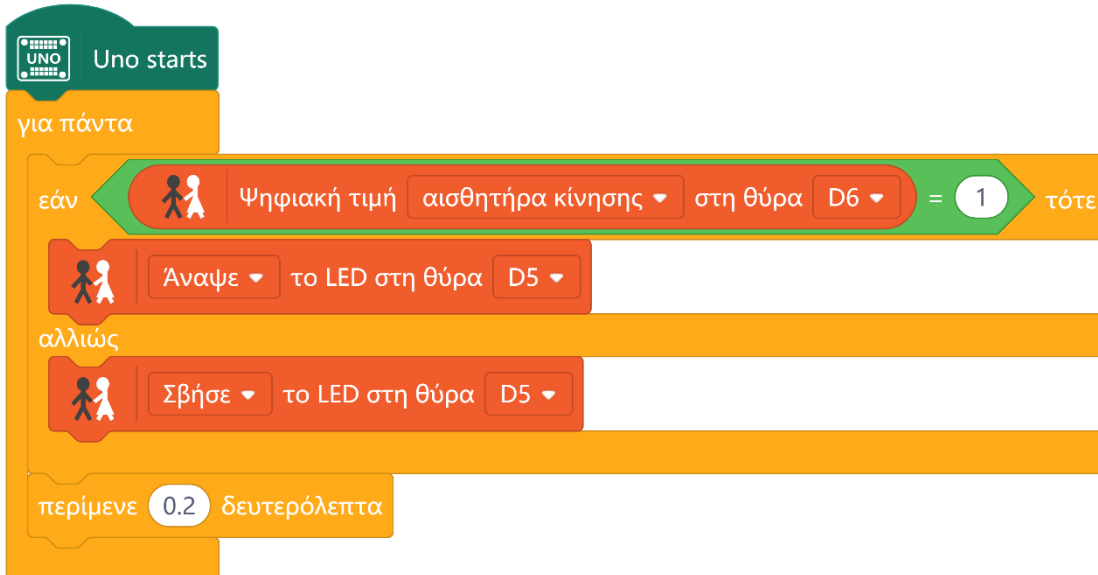 UNO Uno starts
για πάντα
εάν Ψηφιακή τιμή αισθητήρα κίνησης στη θύρα D6 = 1 τότε
Άναψε το LED στη θύρα D5
αλλιώς
Σβήσε το LED στη θύρα D5
περίμενε 0.2 δευτερόλεπτα